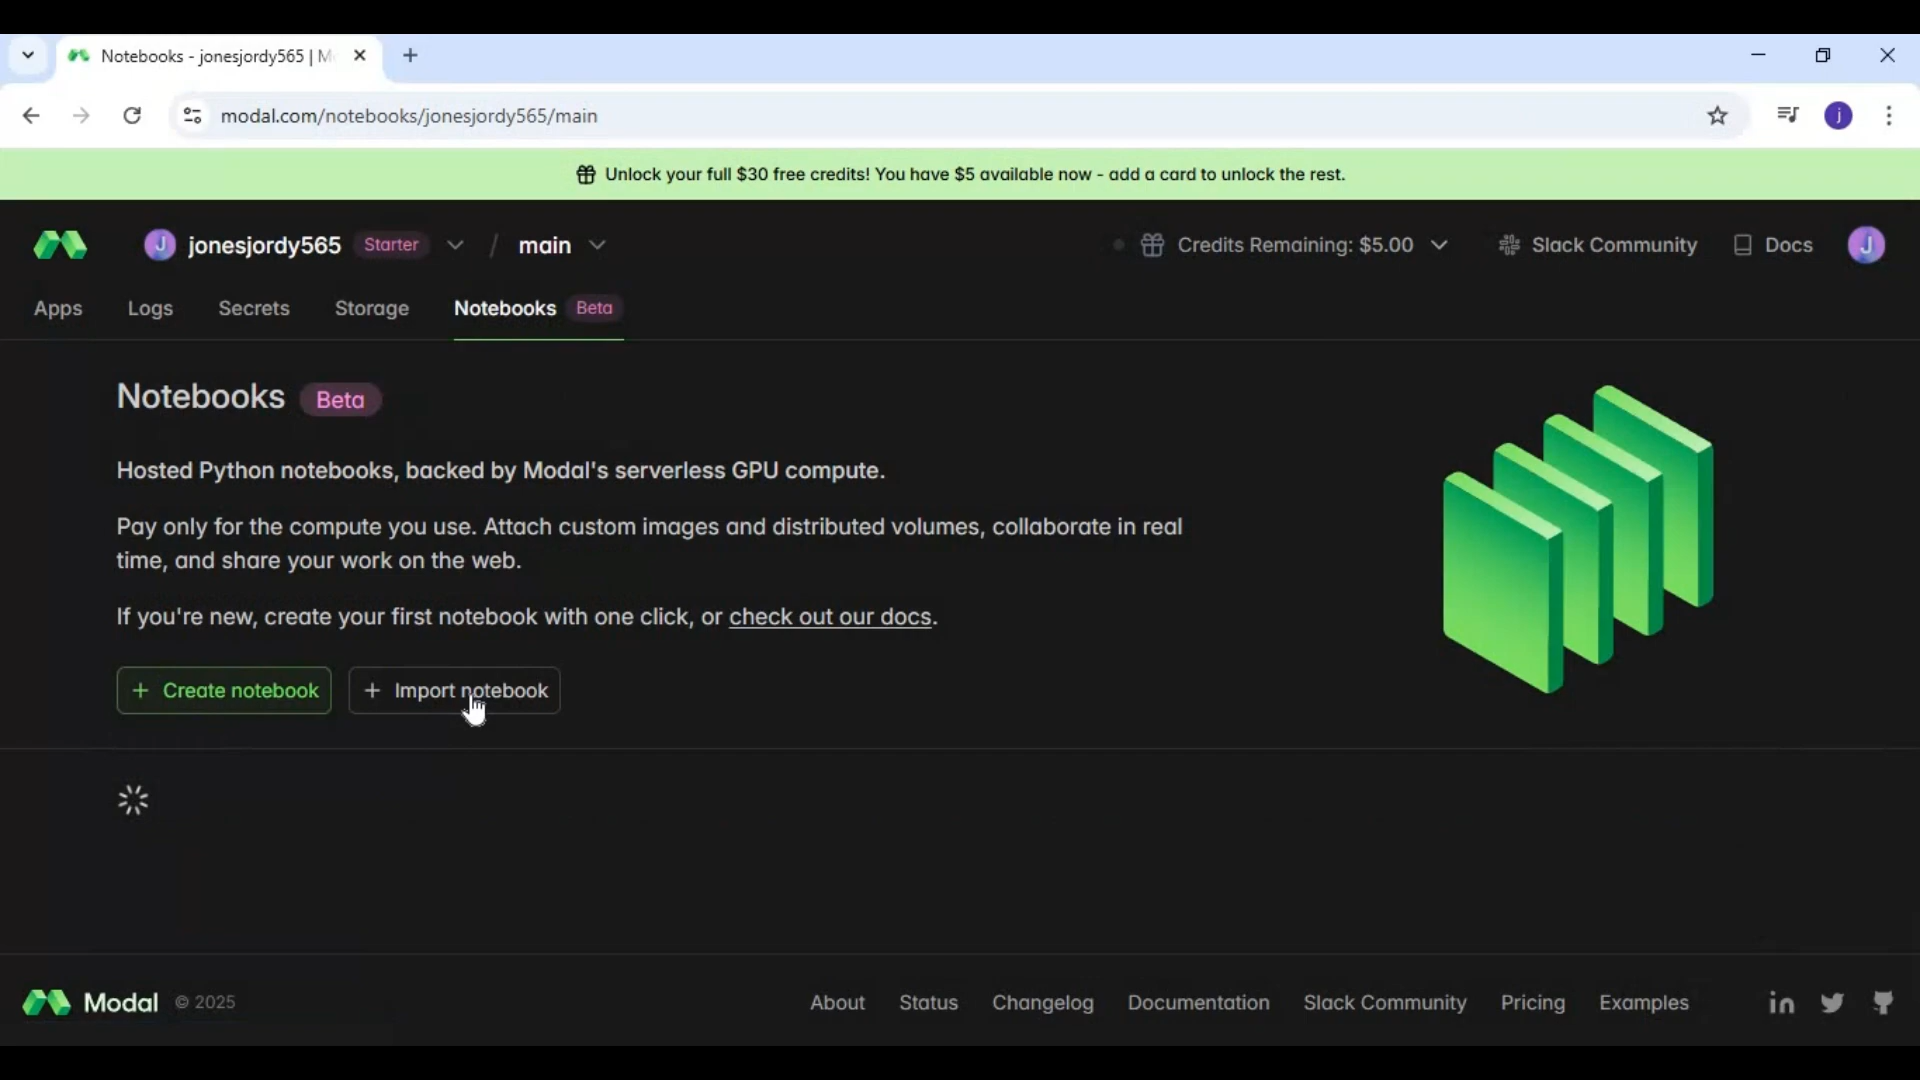 Notebooks - jonesjordy565 | M
modal.com/notebooks/jonesjordy565/main
j
Unlock your full $30 free credits! You have $5 available now - add a card to unlock the rest.
J jonesjordy565 Starter / main Credits Remaining: $5.00 Slack Community Docs J
Apps Logs Secrets Storage Notebooks Beta
Notebooks Beta
Hosted Python notebooks, backed by Modal's serverless GPU compute.
Pay only for the compute you use. Attach custom images and distributed volumes, collaborate in real
time, and share your work on the web.
If you're new, create your first notebook with one click, or check out our docs.
+ Create notebook + Import notebook
Modal © 2025 About Status Changelog Documentation Slack Community Pricing Examples in